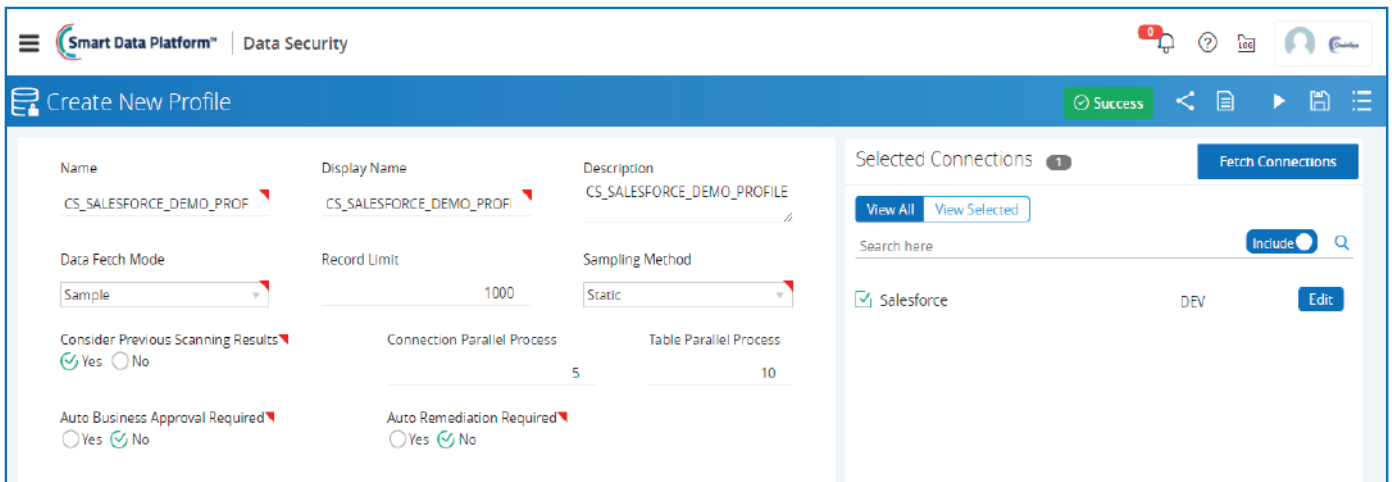 Smart Data Platform™ Data Security
0
LOG
Create New Profile
Success
Name Display Name Description
CS_SALESFORCE_DEMO_PROF CS_SALESFORCE_DEMO_PROFI CS_SALESFORCE_DEMO_PROFILE
Data Fetch Mode Record Limit Sampling Method
Sample 1000 Static
Consider Previous Scanning Results Connection Parallel Process Table Parallel Process
Yes No 5 10
Auto Business Approval Required Auto Remediation Required
Yes No Yes No
Selected Connections 1 Fetch Connections
View All View Selected
Search here Include
Salesforce DEV Edit